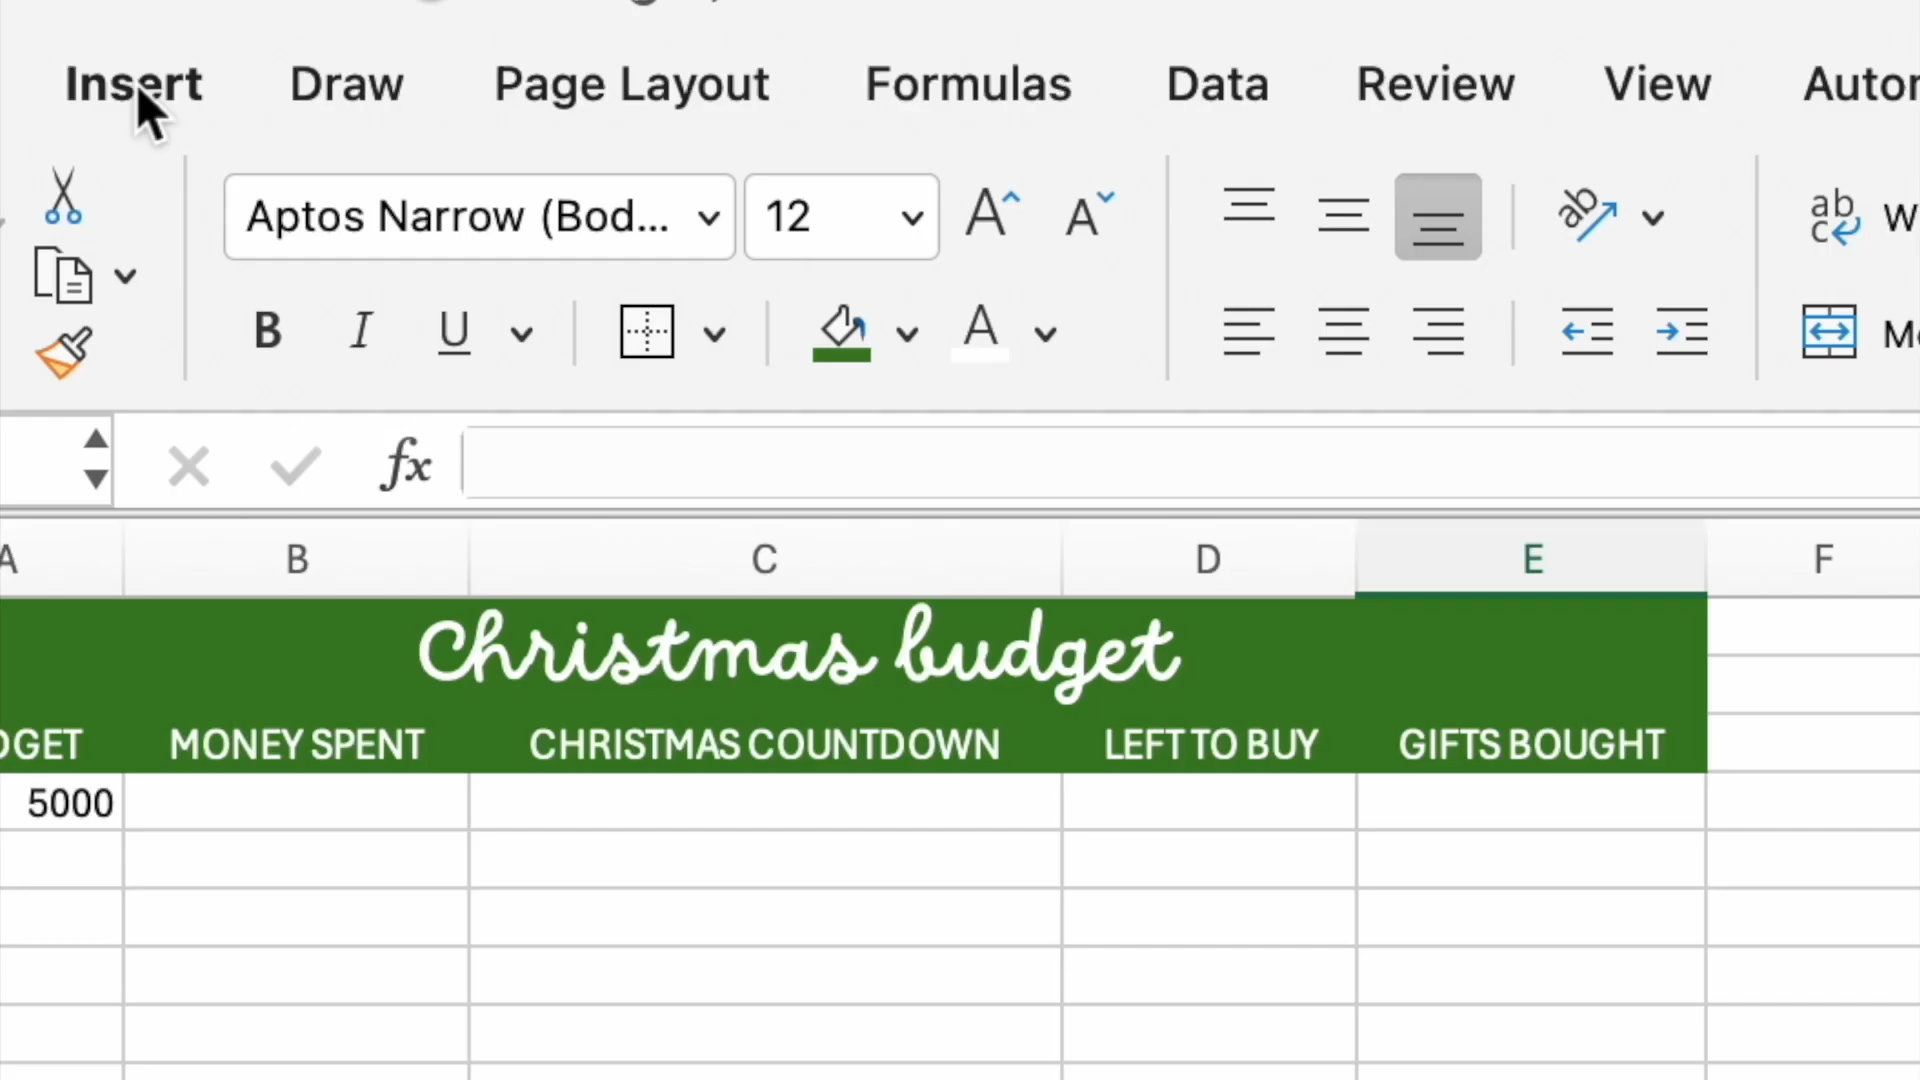 Insert Draw Page Layout Formulas Data Review View
Aptos Narrow (Bod... 12 A A ab
B I U A
fx
A B C D E F
Christmas budget
MONEY SPENT CHRISTMAS COUNTDOWN LEFT TO BUY GIFTS BOUGHT
5000